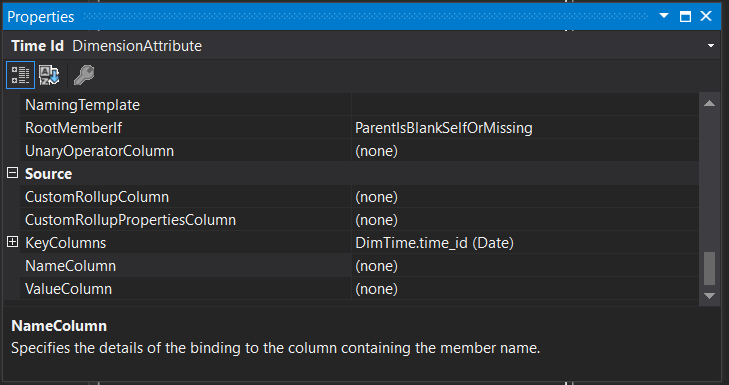 Properties
Time Id DimensionAttribute
NamingTemplate
RootMemberIf ParentIsBlankSelfOrMissing
UnaryOperatorColumn (none)
Source
CustomRollupColumn (none)
CustomRollupPropertiesColumn (none)
KeyColumns DimTime.time_id (Date)
NameColumn (none)
ValueColumn (none)
NameColumn
Specifies the details of the binding to the column containing the member name.